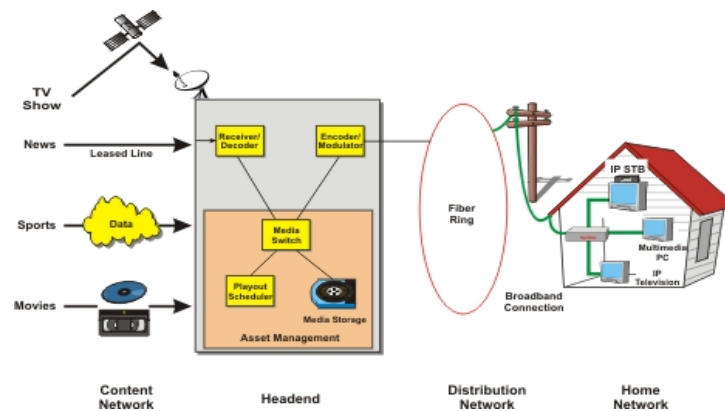 TV
Show
News
Leased Line
Sports
Data
Movies
Receiver/
Decoder
Encoder/
Modulator
Media
Switch
Playout
Scheduler
Media Storage
Asset Management
Fiber
Ring
IP STB
Multimedia
PC
IP
Television
Broadband
Connection
Content
Network
Headend
Distribution
Network
Home
Network